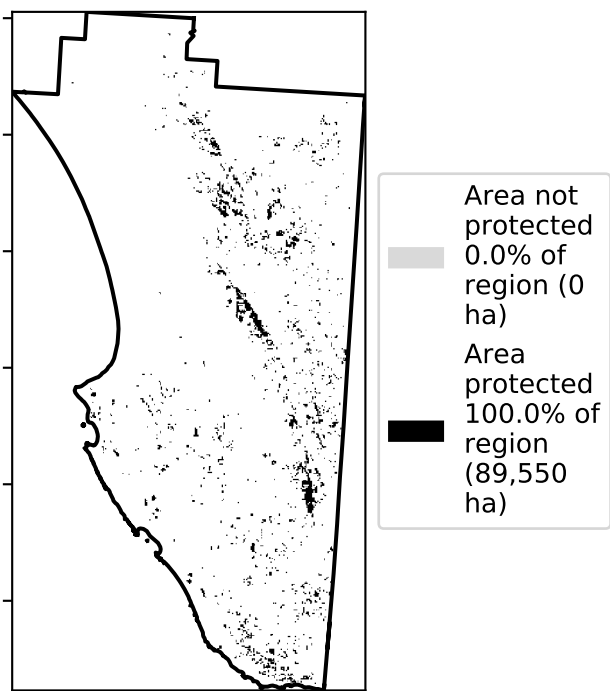 Area not
protected
0.0% of
region (0
ha)
Area
protected
100.0% of
region
(89,550
ha)